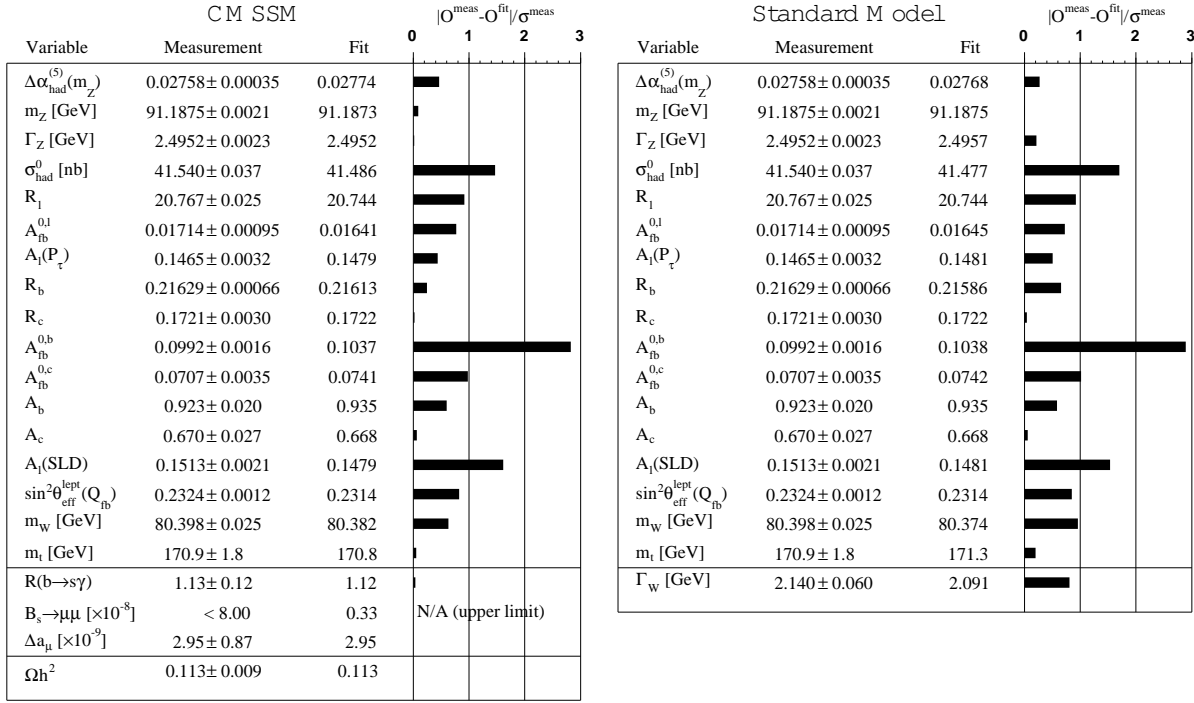 CMSSM |O^meas-O^fit|/σ^meas
Variable Measurement Fit 0 1 2 3
Δα_had^(5)(m_Z) 0.02758 ± 0.00035 0.02774
m_Z [GeV] 91.1875 ± 0.0021 91.1873
Γ_Z [GeV] 2.4952 ± 0.0023 2.4952
σ_had^0 [nb] 41.540 ± 0.037 41.486
R_l 20.767 ± 0.025 20.744
A_fb^0,l 0.01714 ± 0.00095 0.01641
A_l(P_τ) 0.1465 ± 0.0032 0.1479
R_b 0.21629 ± 0.00066 0.21613
R_c 0.1721 ± 0.0030 0.1722
A_fb^0,b 0.0992 ± 0.0016 0.1037
A_fb^0,c 0.0707 ± 0.0035 0.0741
A_b 0.923 ± 0.020 0.935
A_c 0.670 ± 0.027 0.668
A_l(SLD) 0.1513 ± 0.0021 0.1479
sin²θ_eff^lept(Q_fb) 0.2324 ± 0.0012 0.2314
m_W [GeV] 80.398 ± 0.025 80.382
m_t [GeV] 170.9 ± 1.8 170.8
R(b→sγ) 1.13 ± 0.12 1.12
B_s→μμ [×10^-8] < 8.00 0.33 N/A (upper limit)
Δa_μ [×10^-9] 2.95 ± 0.87 2.95
Ωh² 0.113 ± 0.009 0.113
Standard Model |O^meas-O^fit|/σ^meas
Variable Measurement Fit 0 1 2 3
Δα_had^(5)(m_Z) 0.02758 ± 0.00035 0.02768
m_Z [GeV] 91.1875 ± 0.0021 91.1875
Γ_Z [GeV] 2.4952 ± 0.0023 2.4957
σ_had^0 [nb] 41.540 ± 0.037 41.477
R_l 20.767 ± 0.025 20.744
A_fb^0,l 0.01714 ± 0.00095 0.01645
A_l(P_τ) 0.1465 ± 0.0032 0.1481
R_b 0.21629 ± 0.00066 0.21586
R_c 0.1721 ± 0.0030 0.1722
A_fb^0,b 0.0992 ± 0.0016 0.1038
A_fb^0,c 0.0707 ± 0.0035 0.0742
A_b 0.923 ± 0.020 0.935
A_c 0.670 ± 0.027 0.668
A_l(SLD) 0.1513 ± 0.0021 0.1481
sin²θ_eff^lept(Q_fb) 0.2324 ± 0.0012 0.2314
m_W [GeV] 80.398 ± 0.025 80.374
m_t [GeV] 170.9 ± 1.8 171.3
Γ_W [GeV] 2.140 ± 0.060 2.091